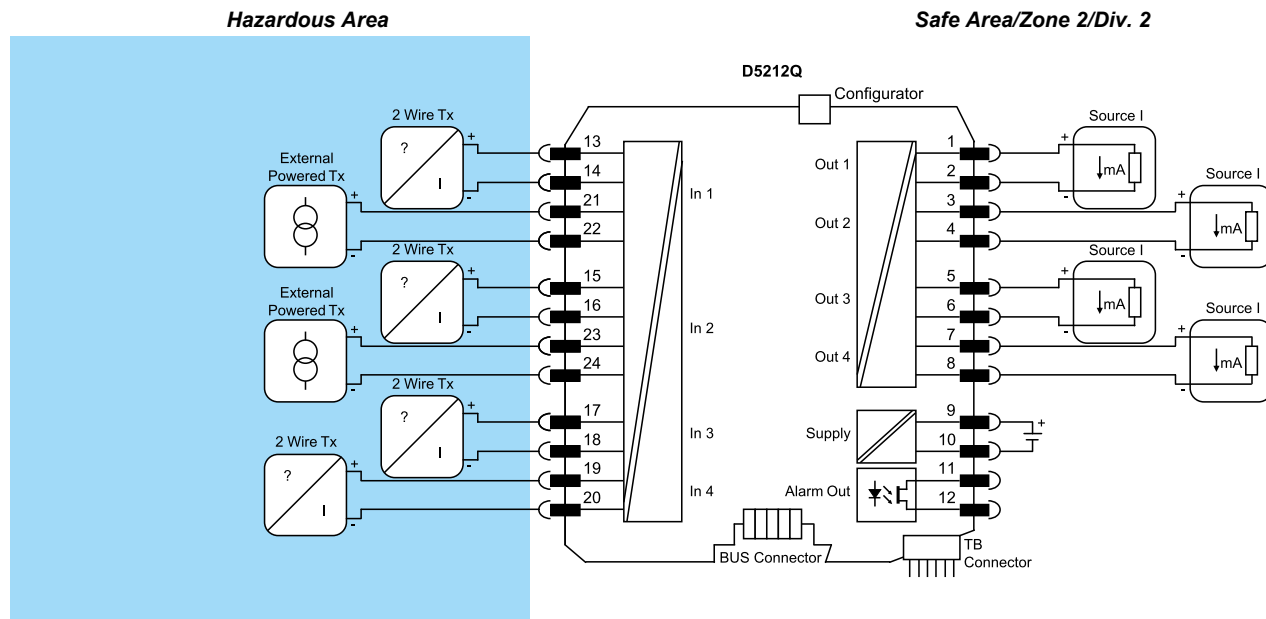 Hazardous Area
Safe Area/Zone 2/Div. 2
D5212Q
Configurator
2 Wire Tx
?
I
+
-
External
Powered Tx
+
-
2 Wire Tx
?
I
+
-
External
Powered Tx
+
-
2 Wire Tx
?
I
+
-
2 Wire Tx
?
I
+
-
13
14
21
22
15
16
23
24
17
18
19
20
In 1
In 2
In 3
In 4
Out 1
Out 2
Out 3
Out 4
Supply
Alarm Out
1
2
3
4
5
6
7
8
9
10
11
12
+
Source I
+
-
mA
Source I
+
-
mA
Source I
+
-
mA
Source I
+
-
mA
BUS Connector
TB
Connector